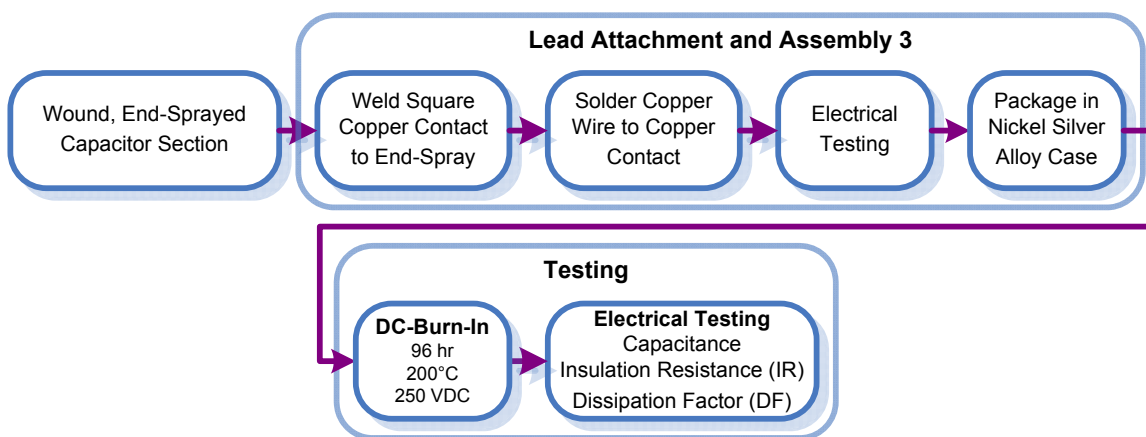 Lead Attachment and Assembly 3
Wound, End-Sprayed
Capacitor Section
Weld Square
Copper Contact
to End-Spray
Solder Copper
Wire to Copper
Contact
Electrical
Testing
Package in
Nickel Silver
Alloy Case
Testing
DC-Burn-In
96 hr
200°C
250 VDC
Electrical Testing
Capacitance
Insulation Resistance (IR)
Dissipation Factor (DF)